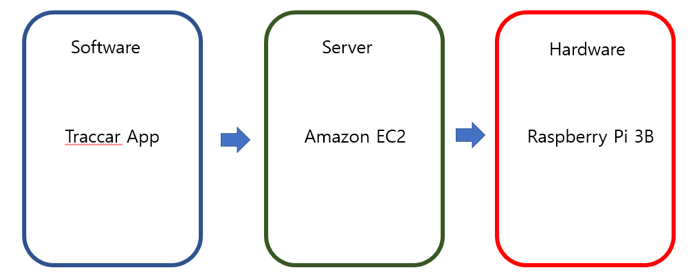 Software
Traccar App
Server
Amazon EC2
Hardware
Raspberry Pi 3B